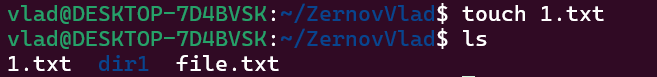 vlad@DESKTOP-7D4BVSK:~/ZernovVlad$ touch 1.txt
vlad@DESKTOP-7D4BVSK:~/ZernovVlad$ ls
1.txt  dir1  file.txt